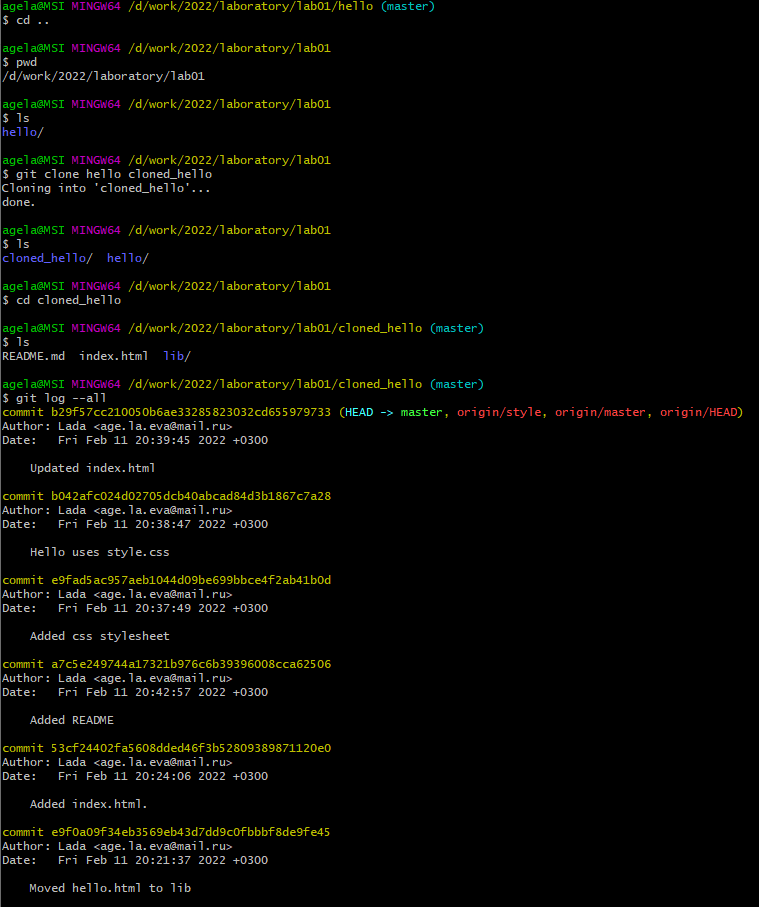 agela@MSI MINGW64 /d/work/2022/laboratory/lab01/hello (master)
$ cd ..
agela@MSI MINGW64 /d/work/2022/laboratory/lab01
$ pwd
/d/work/2022/laboratory/lab01
agela@MSI MINGW64 /d/work/2022/laboratory/lab01
$ ls
hello/
agela@MSI MINGW64 /d/work/2022/laboratory/lab01
$ git clone hello cloned_hello
Cloning into 'cloned_hello'...
done.
agela@MSI MINGW64 /d/work/2022/laboratory/lab01
$ ls
cloned_hello/  hello/
agela@MSI MINGW64 /d/work/2022/laboratory/lab01
$ cd cloned_hello
agela@MSI MINGW64 /d/work/2022/laboratory/lab01/cloned_hello (master)
$ ls
README.md  index.html  lib/
agela@MSI MINGW64 /d/work/2022/laboratory/lab01/cloned_hello (master)
$ git log --all
commit b29f57cc210050b6ae33285823032cd655979733 (HEAD -> master, origin/style, origin/master, origin/HEAD)
Author: Lada <age.la.eva@mail.ru>
Date:   Fri Feb 11 20:39:45 2022 +0300
Updated index.html
commit b042afc024d02705dcb40abcad84d3b1867c7a28
Author: Lada <age.la.eva@mail.ru>
Date:   Fri Feb 11 20:38:47 2022 +0300
Hello uses style.css
commit e9fad5ac957aeb1044d09be699bbce4f2ab41b0d
Author: Lada <age.la.eva@mail.ru>
Date:   Fri Feb 11 20:37:49 2022 +0300
Added css stylesheet
commit a7c5e249744a17321b976c6b39396008cca62506
Author: Lada <age.la.eva@mail.ru>
Date:   Fri Feb 11 20:42:57 2022 +0300
Added README
commit 53cf24402fa5608dded46f3b52809389871120e0
Author: Lada <age.la.eva@mail.ru>
Date:   Fri Feb 11 20:24:06 2022 +0300
Added index.html.
commit e9f0a09f34eb3569eb43d7dd9c0fbbbf8de9fe45
Author: Lada <age.la.eva@mail.ru>
Date:   Fri Feb 11 20:21:37 2022 +0300
Moved hello.html to lib